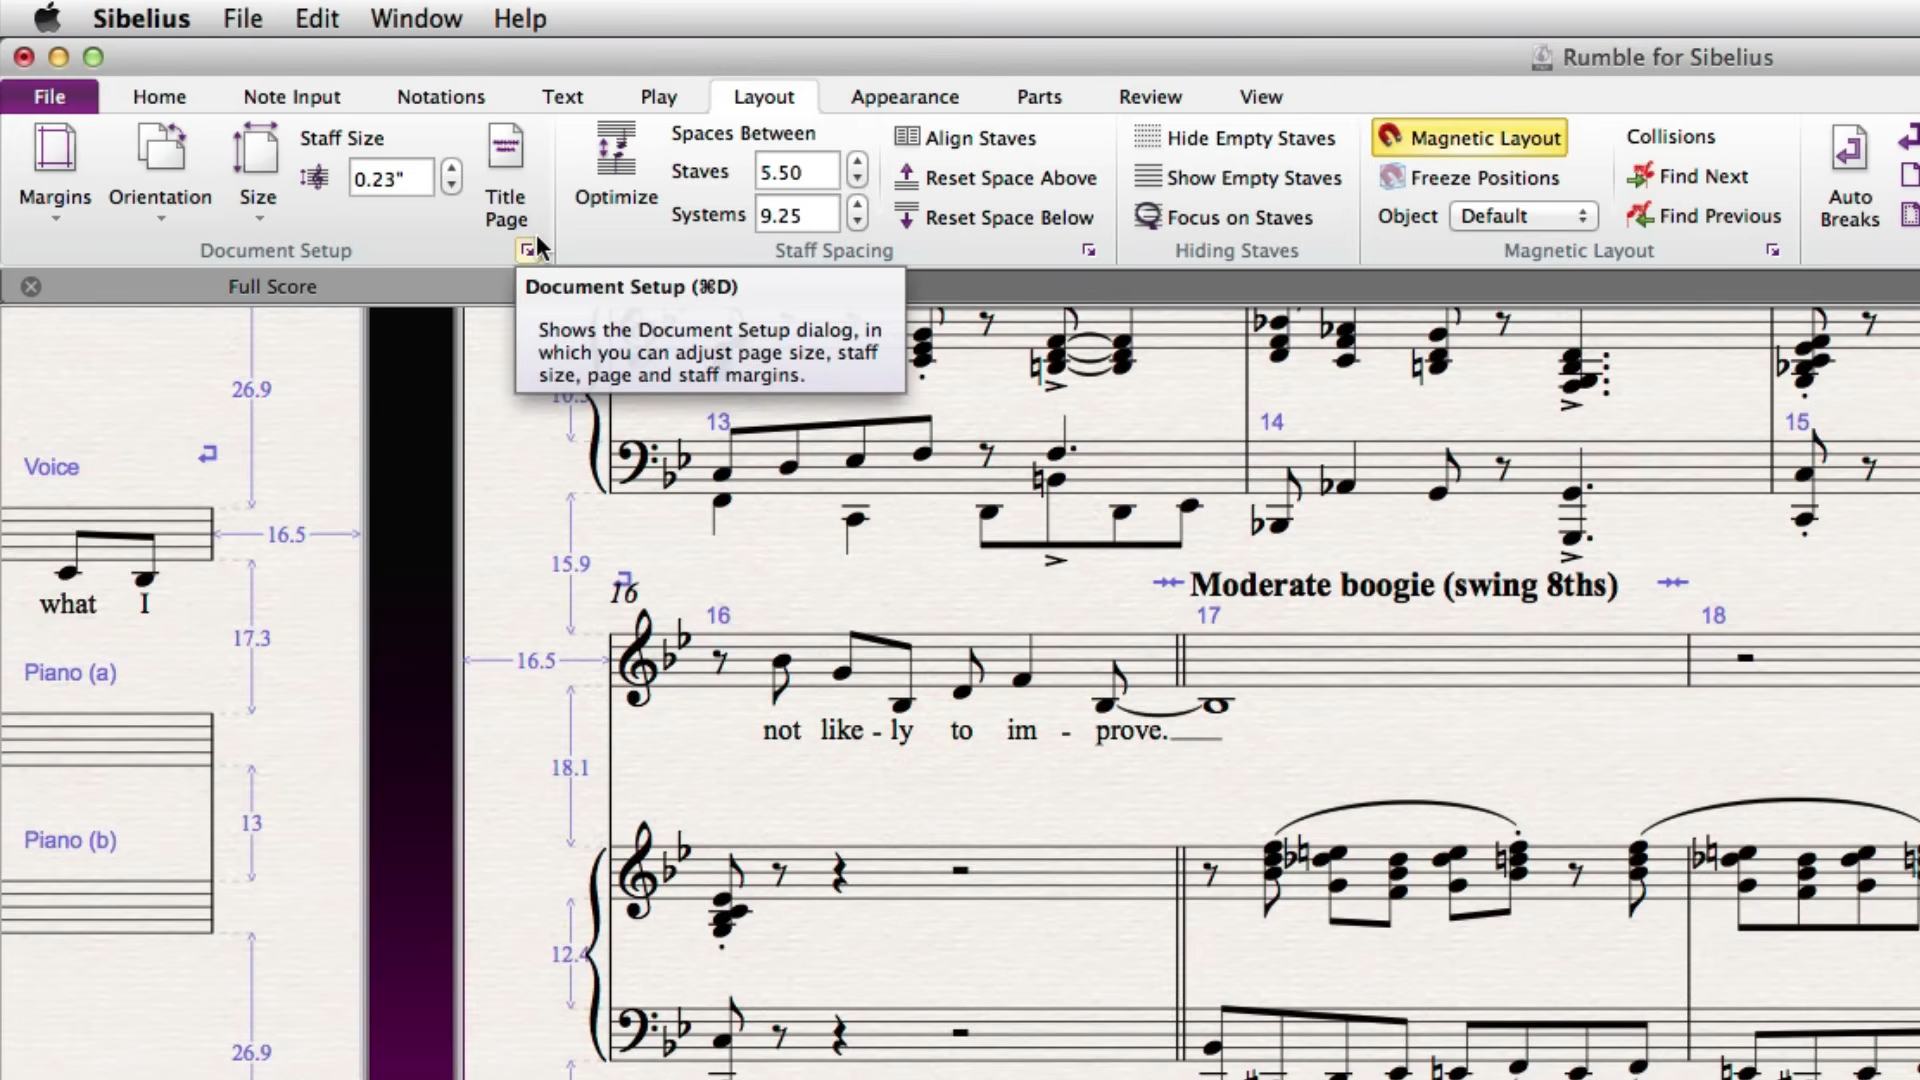 Sibelius File Edit Window Help
Rumble for Sibelius
File Home Note Input Notations Text Play Layout Appearance Parts Review View
Margins
Orientation
Size
Staff Size
0.23"
Title
Page
Document Setup
Optimize
Spaces Between
Staves 5.50
Systems 9.25
Align Staves
Reset Space Above
Reset Space Below
Staff Spacing
Hide Empty Staves
Show Empty Staves
Focus on Staves
Hiding Staves
Magnetic Layout
Freeze Positions
Object Default
Collisions
Find Next
Find Previous
Magnetic Layout
Auto
Breaks
Full Score
Document Setup (⌘D)
Shows the Document Setup dialog, in
which you can adjust page size, staff
size, page and staff margins.
26.9
Voice
16.5
what I
17.3
Piano (a)
13
Piano (b)
26.9
13 14 15
15.9
16
Moderate boogie (swing 8ths)
16 17 18
16.5
not like - ly to im - prove.
18.1
12.4